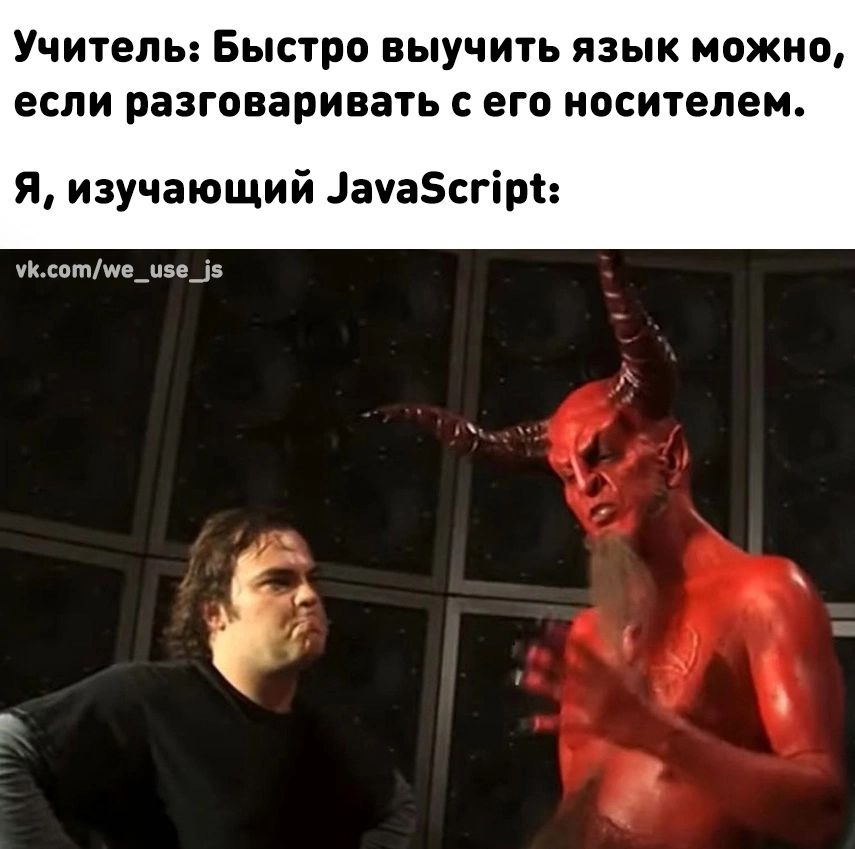 Учитель: Быстро выучить язык можно,
если разговаривать с его носителем.
Я, изучающий JavaScript:
vk.com/we_use_js